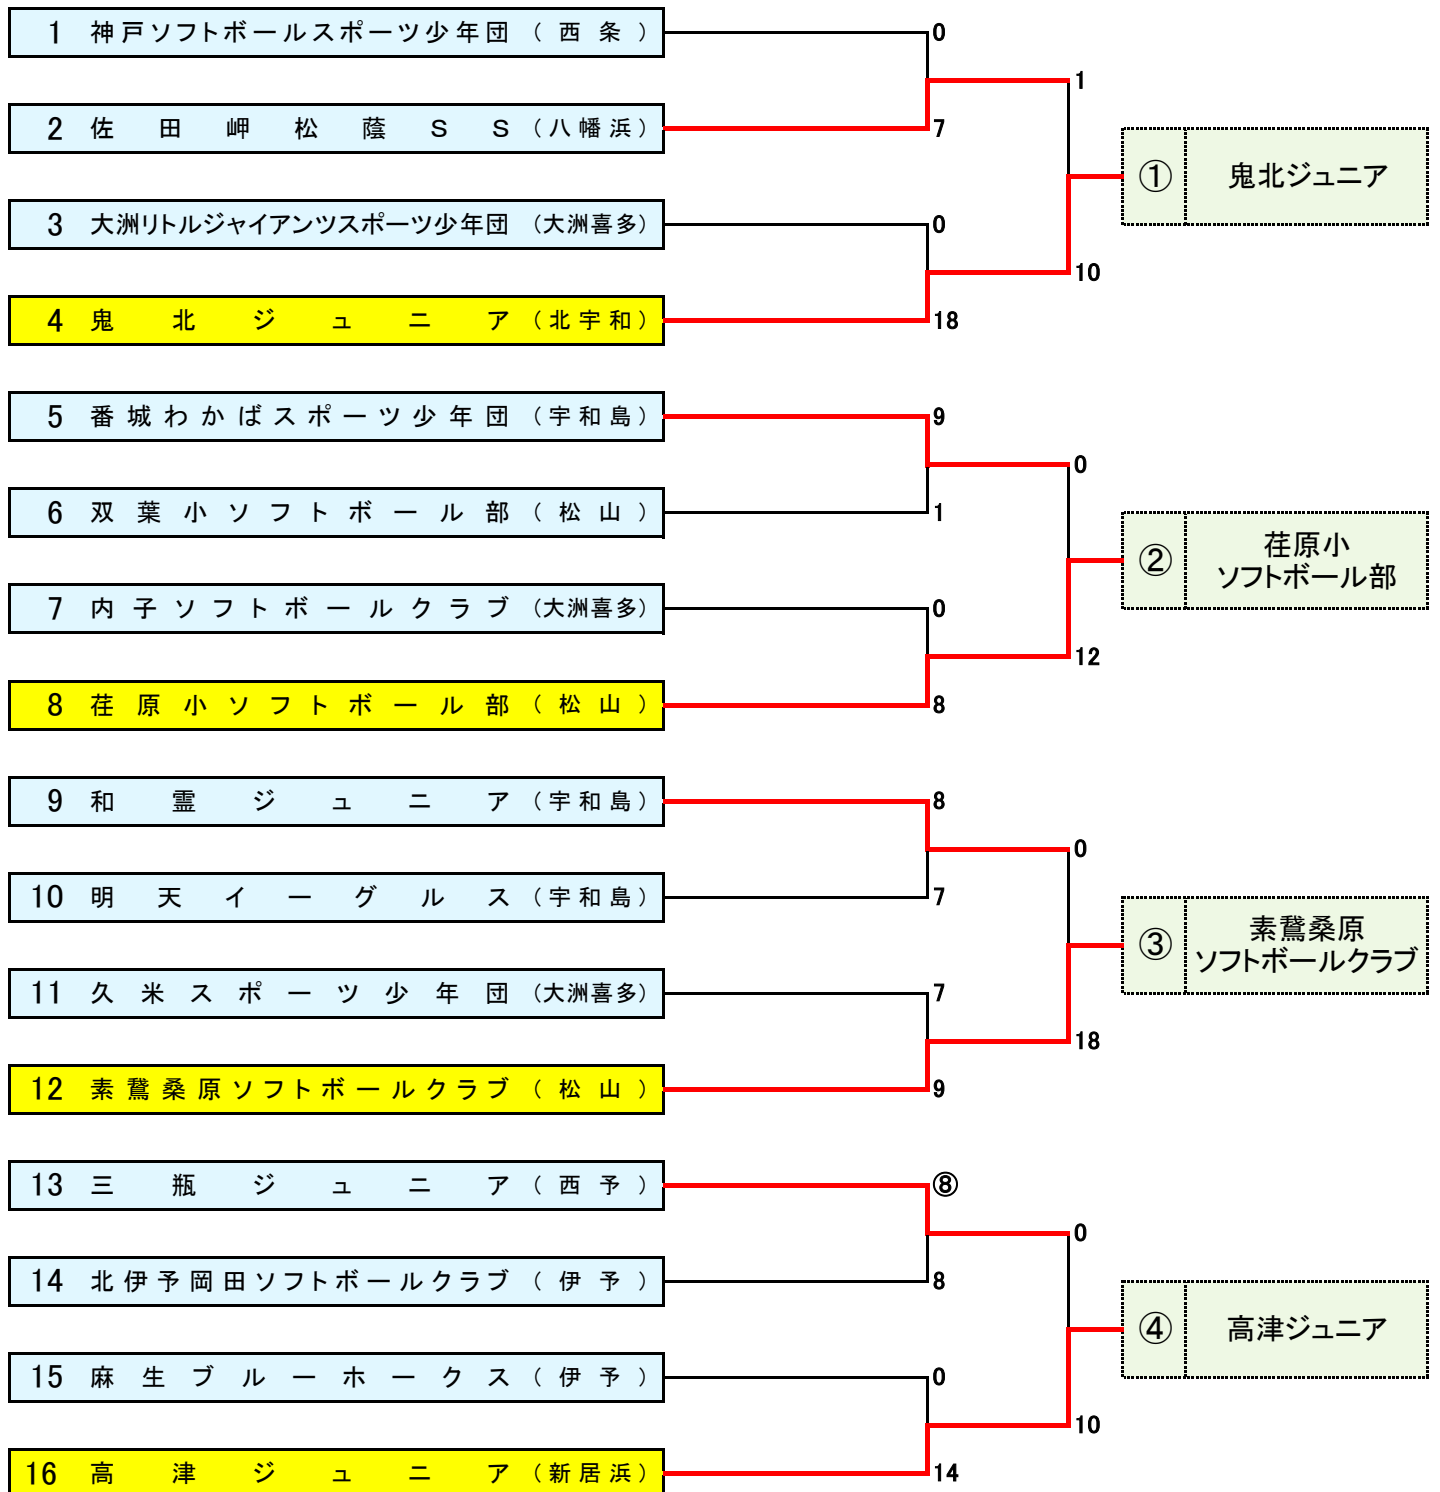 1 神戸ソフトボールスポーツ少年団 （西条） 0
1
2 佐田岬松蔭ＳＳ （八幡浜） 7
① 鬼北ジュニア
3 大洲リトルジャイアンツスポーツ少年団 （大洲喜多） 0
10
4 鬼北ジュニア （北宇和） 18
5 番城わかばスポーツ少年団 （宇和島） 9
0
6 双葉小ソフトボール部 （松山） 1
② 荏原小
ソフトボール部
7 内子ソフトボールクラブ （大洲喜多） 0
12
8 荏原小ソフトボール部 （松山） 8
9 和霊ジュニア （宇和島） 8
0
10 明天イーグルス （宇和島） 7
③ 素鵞桑原
ソフトボールクラブ
11 久米スポーツ少年団 （大洲喜多） 7
18
12 素鵞桑原ソフトボールクラブ （松山） 9
13 三瓶ジュニア （西予） ⑧
0
14 北伊予岡田ソフトボールクラブ （伊予） 8
④ 高津ジュニア
15 麻生ブルーホークス （伊予） 0
10
16 高津ジュニア （新居浜） 14